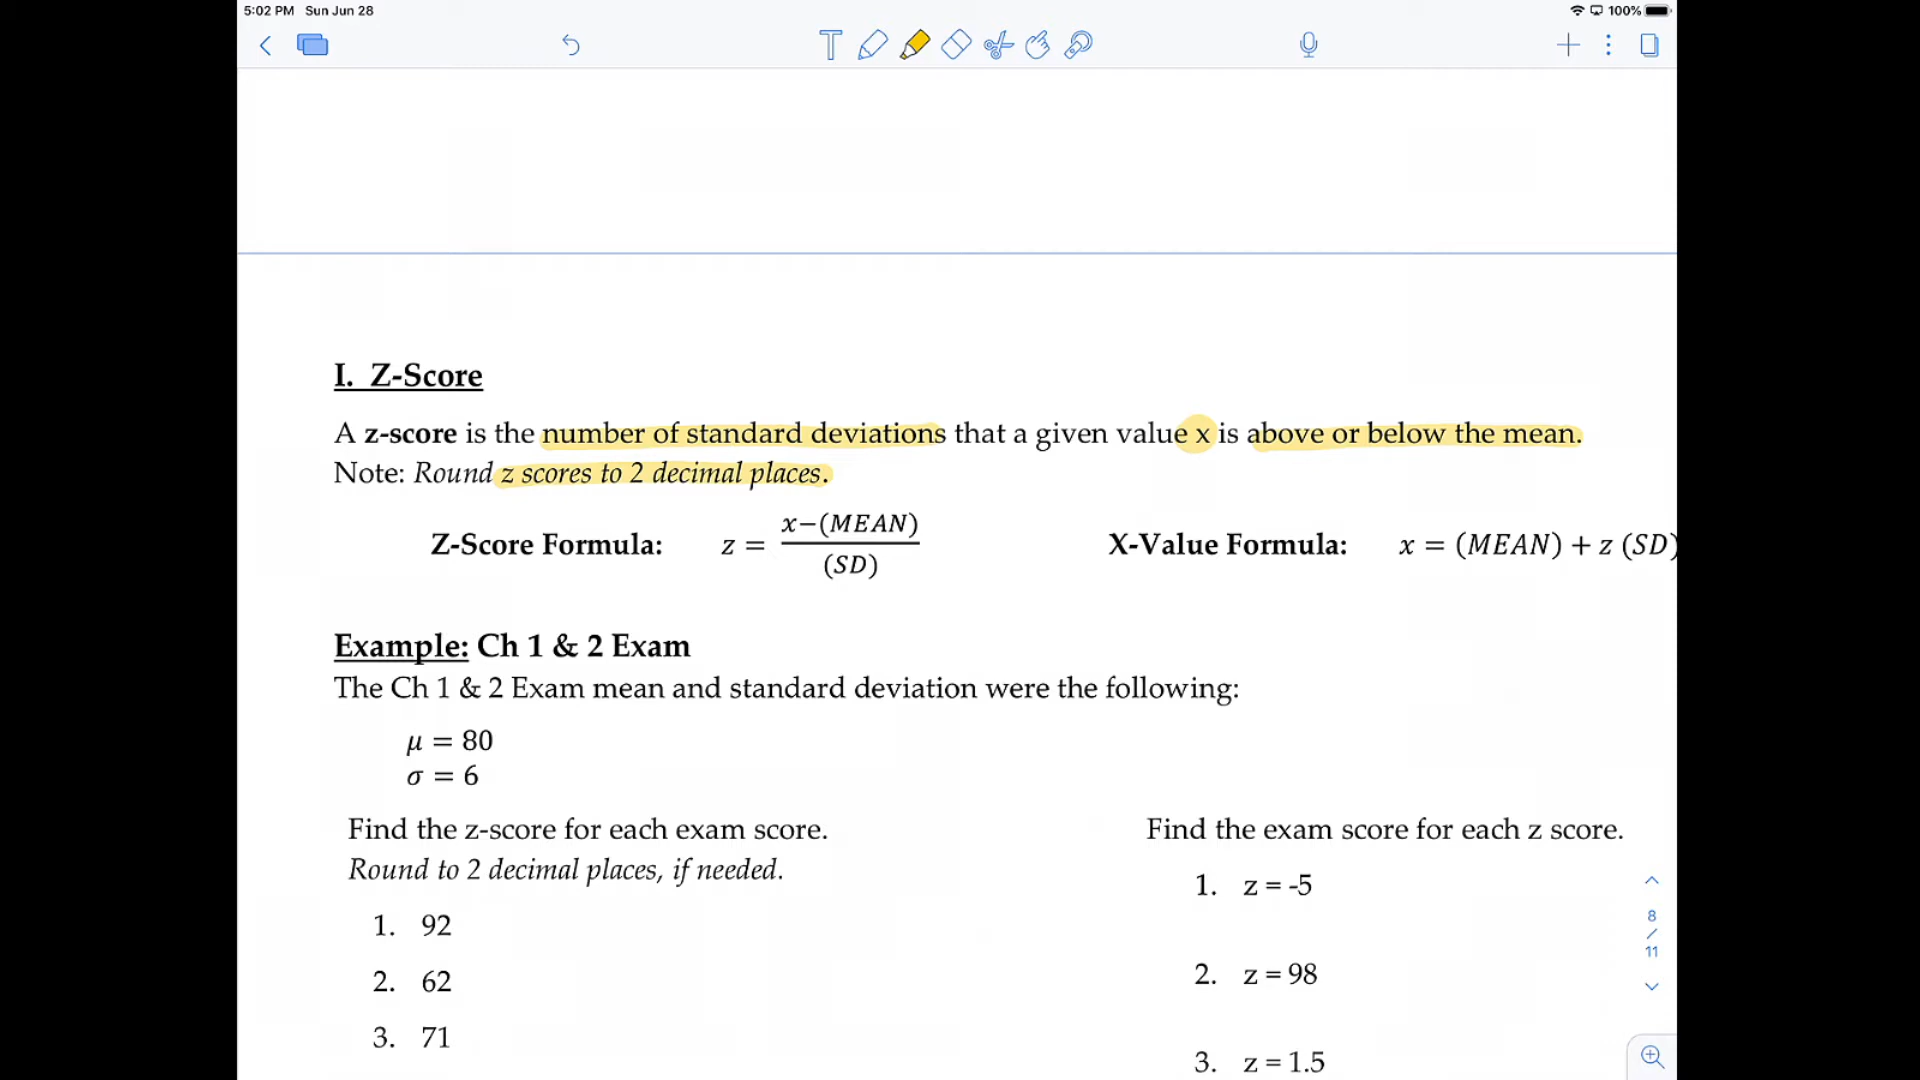 5:02 PM Sun Jun 28
100%
I. Z-Score
A z-score is the number of standard deviations that a given value x is above or below the mean.
Note: Round z scores to 2 decimal places.
Z-Score Formula: z = x−(MEAN) / (SD)
X-Value Formula: x = (MEAN) + z (SD)
Example: Ch 1 & 2 Exam
The Ch 1 & 2 Exam mean and standard deviation were the following:
μ = 80
σ = 6
Find the z-score for each exam score.
Round to 2 decimal places, if needed.
1. 92
2. 62
3. 71
Find the exam score for each z score.
1. z = -5
2. z = 98
3. z = 1.5
8
/
11